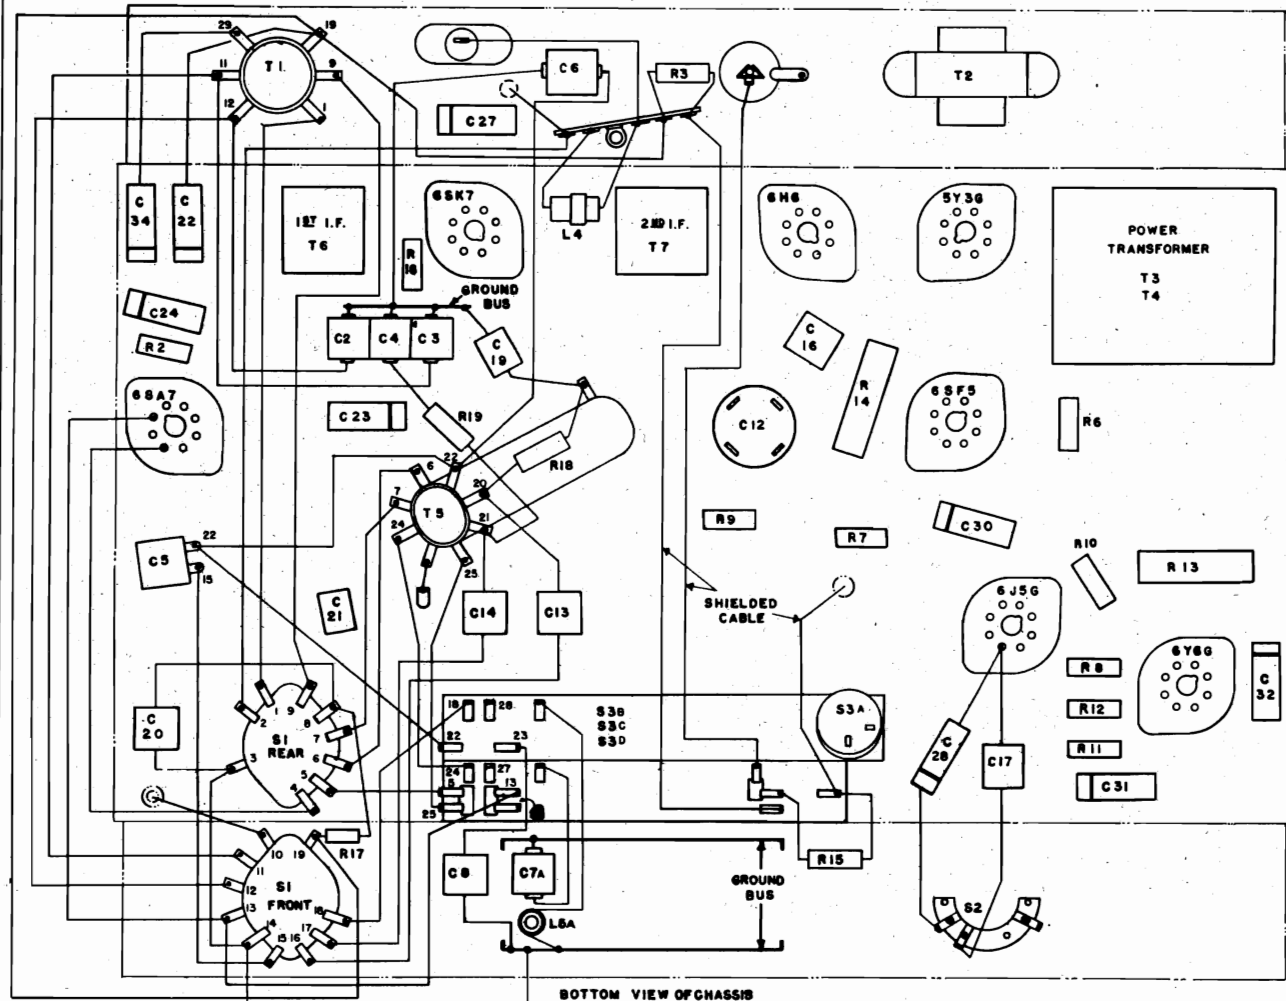 29
19
T1.
11
9
12
1
C6
R3
C27
T2
C
34
C
22
1ST I.F.
T6
6SK7
R
18
L4
2ND I.F.
T7
6H6
5Y3G
POWER
TRANSFORMER
T3
T4
GROUND
BUS
C24
R2
C2
C4
C3
C
19
C
16
R
14
6SA7
C23
R19
C12
6SF5
R6
6
22
R18
7
20
T5
24
21
25
R9
R7
C30
R10
R13
22
C5
15
C
21
C14
C13
SHIELDED
CABLE
6J5G
6Y6G
R8
C
32
R12
R11
C31
C
20
2
1
9
8
S1
REAR
7
3
6
5
4
18
28
S3B
S3C
S3D
S3A
22
23
24
27
5
13
25
C
28
C17
10
19
R17
11
12
S1
FRONT
13
14
15
16
17
18
C8
C7A
L5A
GROUND
BUS
R15
S2
BOTTOM VIEW OF CHASSIS